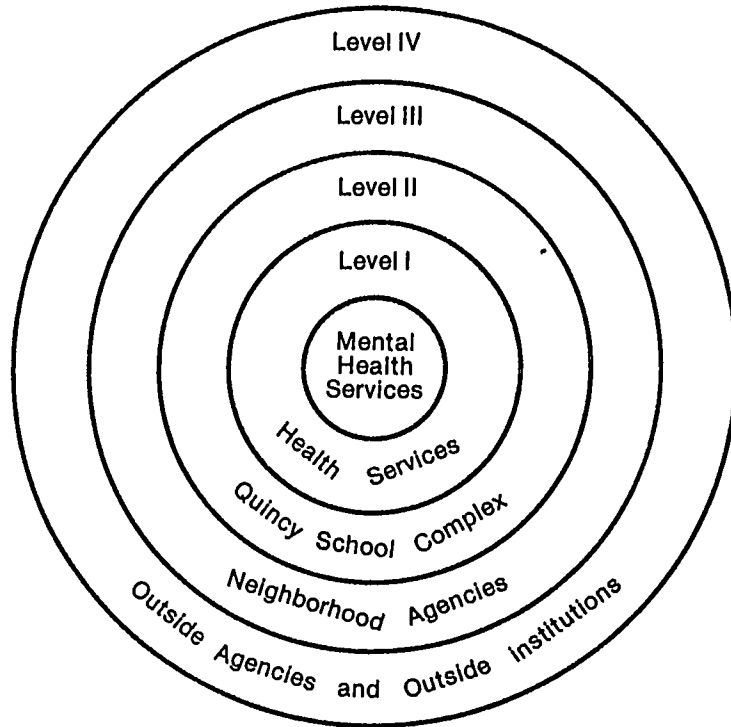 Level IV
Level III
Level II
Level I
Mental
Health
Services
Health Services
Quincy School Complex
Neighborhood Agencies
Outside Agencies and Outside institutions